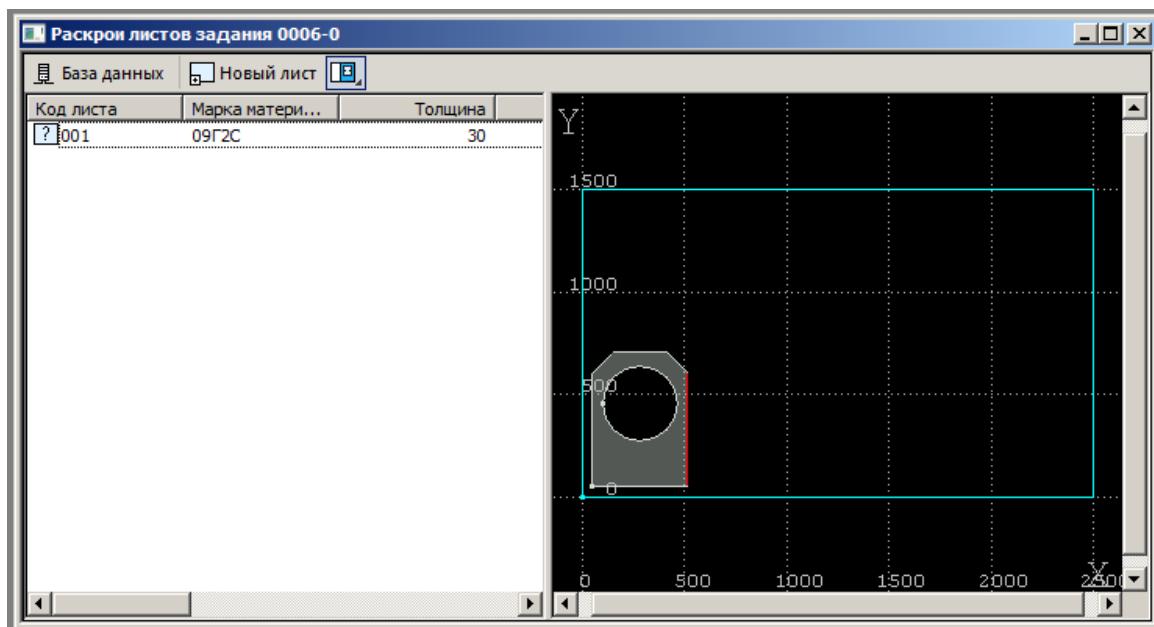 Раскрои листов задания 0006-0
База данных Новый лист
Код листа Марка матери... Толщина
? 001 09Г2С 30
Y
1500
1000
500
0
0 500 1000 1500 2000 2500
X